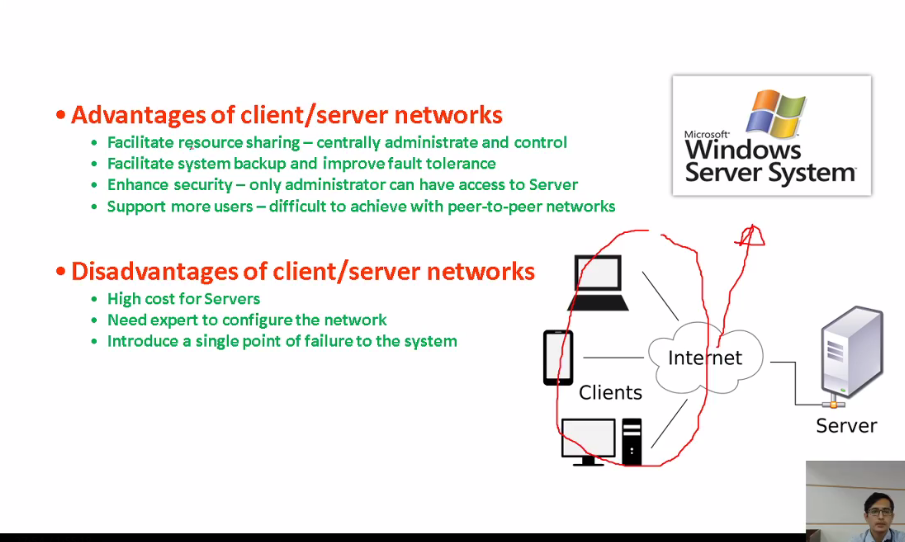 • Advantages of client/server networks
• Facilitate resource sharing – centrally administrate and control
• Facilitate system backup and improve fault tolerance
• Enhance security – only administrator can have access to Server
• Support more users – difficult to achieve with peer-to-peer networks
• Disadvantages of client/server networks
• High cost for Servers
• Need expert to configure the network
• Introduce a single point of failure to the system
Microsoft
Windows
Server System
Internet
Clients
Server